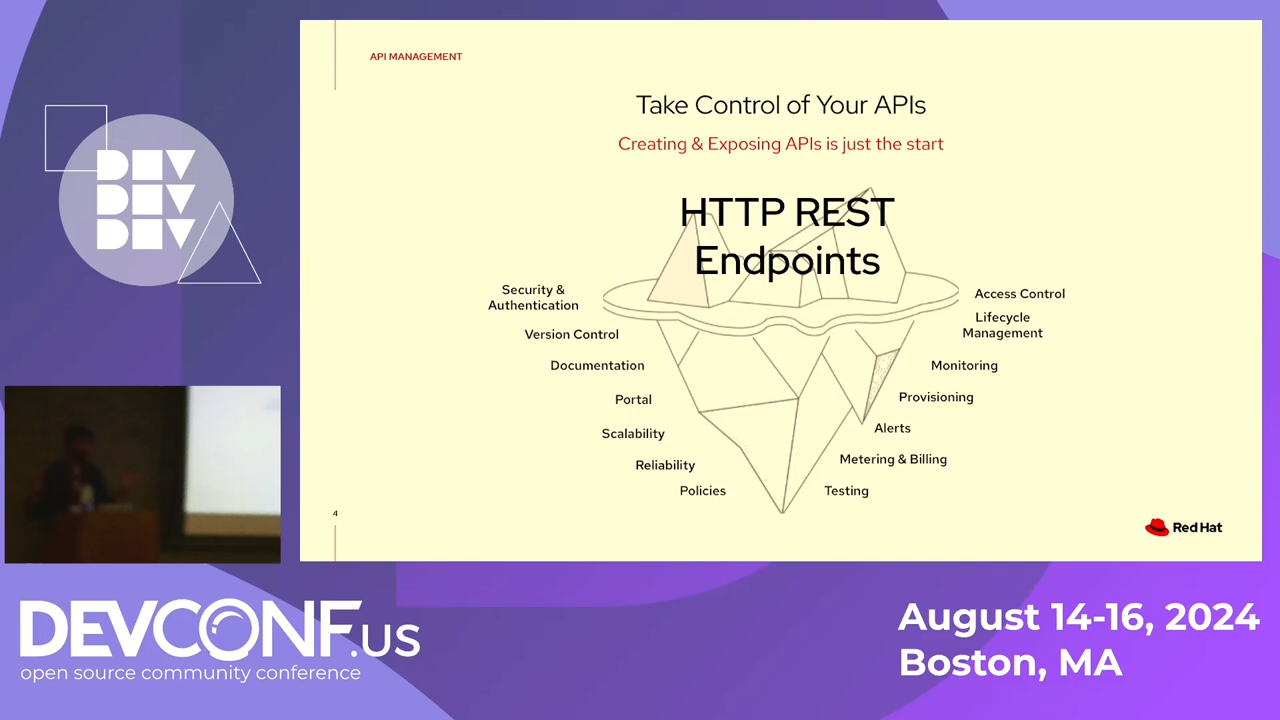 API MANAGEMENT
Take Control of Your APIs
Creating & Exposing APIs is just the start
HTTP REST
Endpoints
Security &
Authentication
Version Control
Documentation
Portal
Scalability
Reliability
Policies
Access Control
Lifecycle
Management
Monitoring
Provisioning
Alerts
Metering & Billing
Testing
4
Red Hat
DEV
DEV
DEV
DEVCONF.US
open source community conference
August 14-16, 2024
Boston, MA